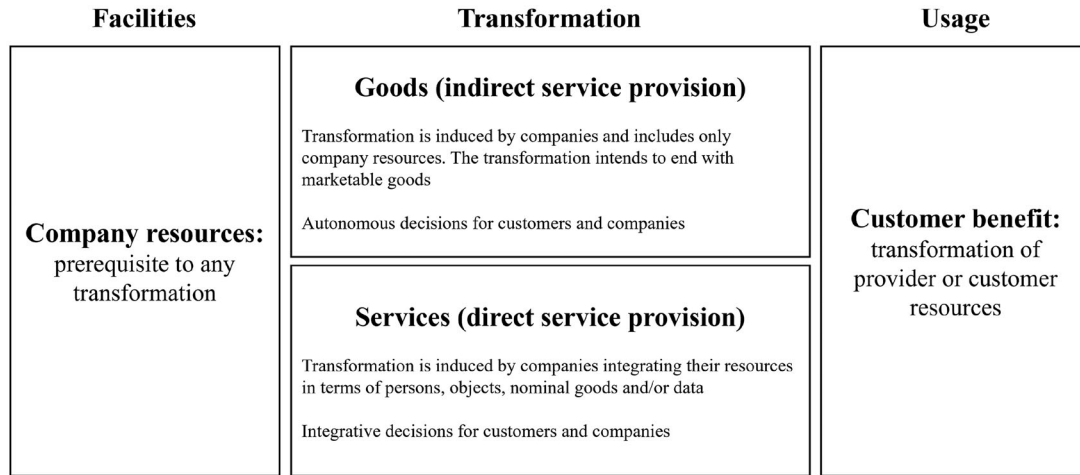 Facilities
Transformation
Usage
Company resources:
prerequisite to any
transformation
Goods (indirect service provision)
Transformation is induced by companies and includes only
company resources. The transformation intends to end with
marketable goods
Autonomous decisions for customers and companies
Services (direct service provision)
Transformation is induced by companies integrating their resources
in terms of persons, objects, nominal goods and/or data
Integrative decisions for customers and companies
Customer benefit:
transformation of
provider or customer
resources